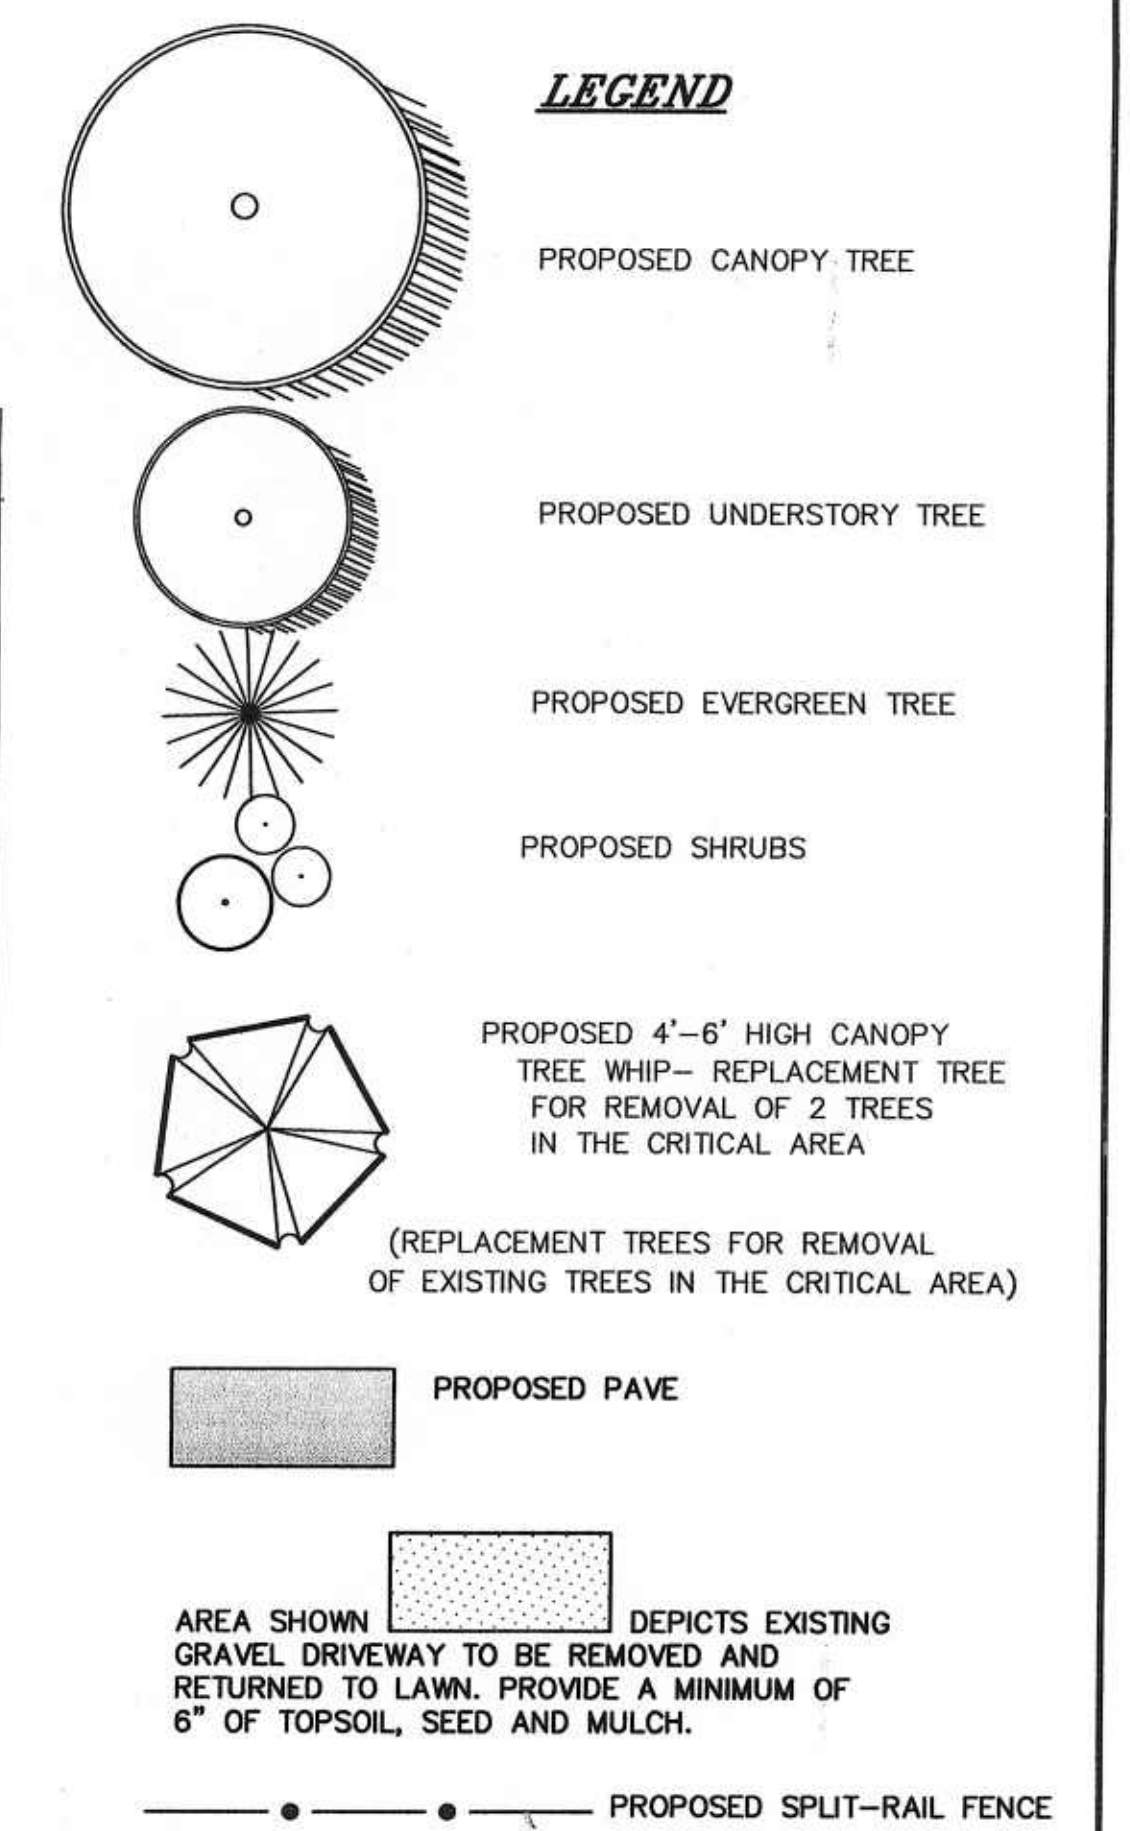 LEGEND
PROPOSED CANOPY TREE
PROPOSED UNDERSTORY TREE
PROPOSED EVERGREEN TREE
PROPOSED SHRUBS
PROPOSED 4'-6' HIGH CANOPY
TREE WHIP- REPLACEMENT TREE
FOR REMOVAL OF 2 TREES
IN THE CRITICAL AREA
(REPLACEMENT TREES FOR REMOVAL
OF EXISTING TREES IN THE CRITICAL AREA)
PROPOSED PAVE
AREA SHOWN DEPICTS EXISTING
GRAVEL DRIVEWAY TO BE REMOVED AND
RETURNED TO LAWN. PROVIDE A MINIMUM OF
6" OF TOPSOIL, SEED AND MULCH.
PROPOSED SPLIT-RAIL FENCE